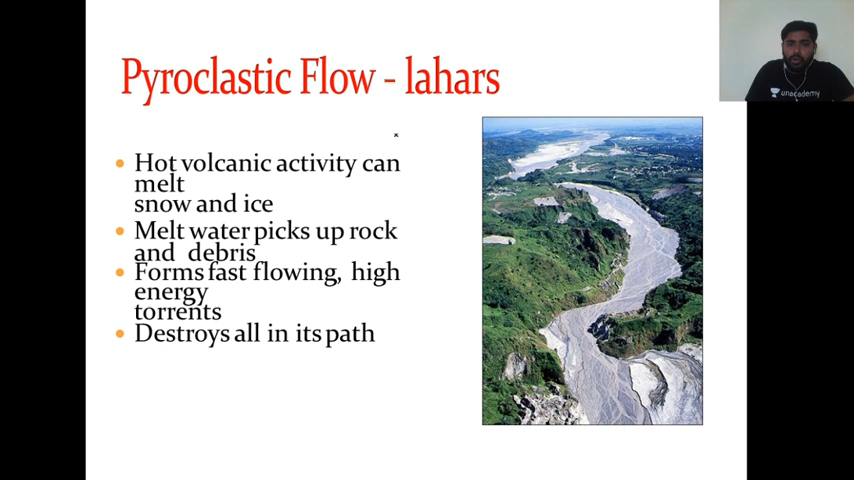 Pyroclastic Flow - lahars
Hot volcanic activity can
melt
snow and ice
Melt water picks up rock
and debris
Forms fast flowing, high
energy
torrents
Destroys all in its path
unacademy